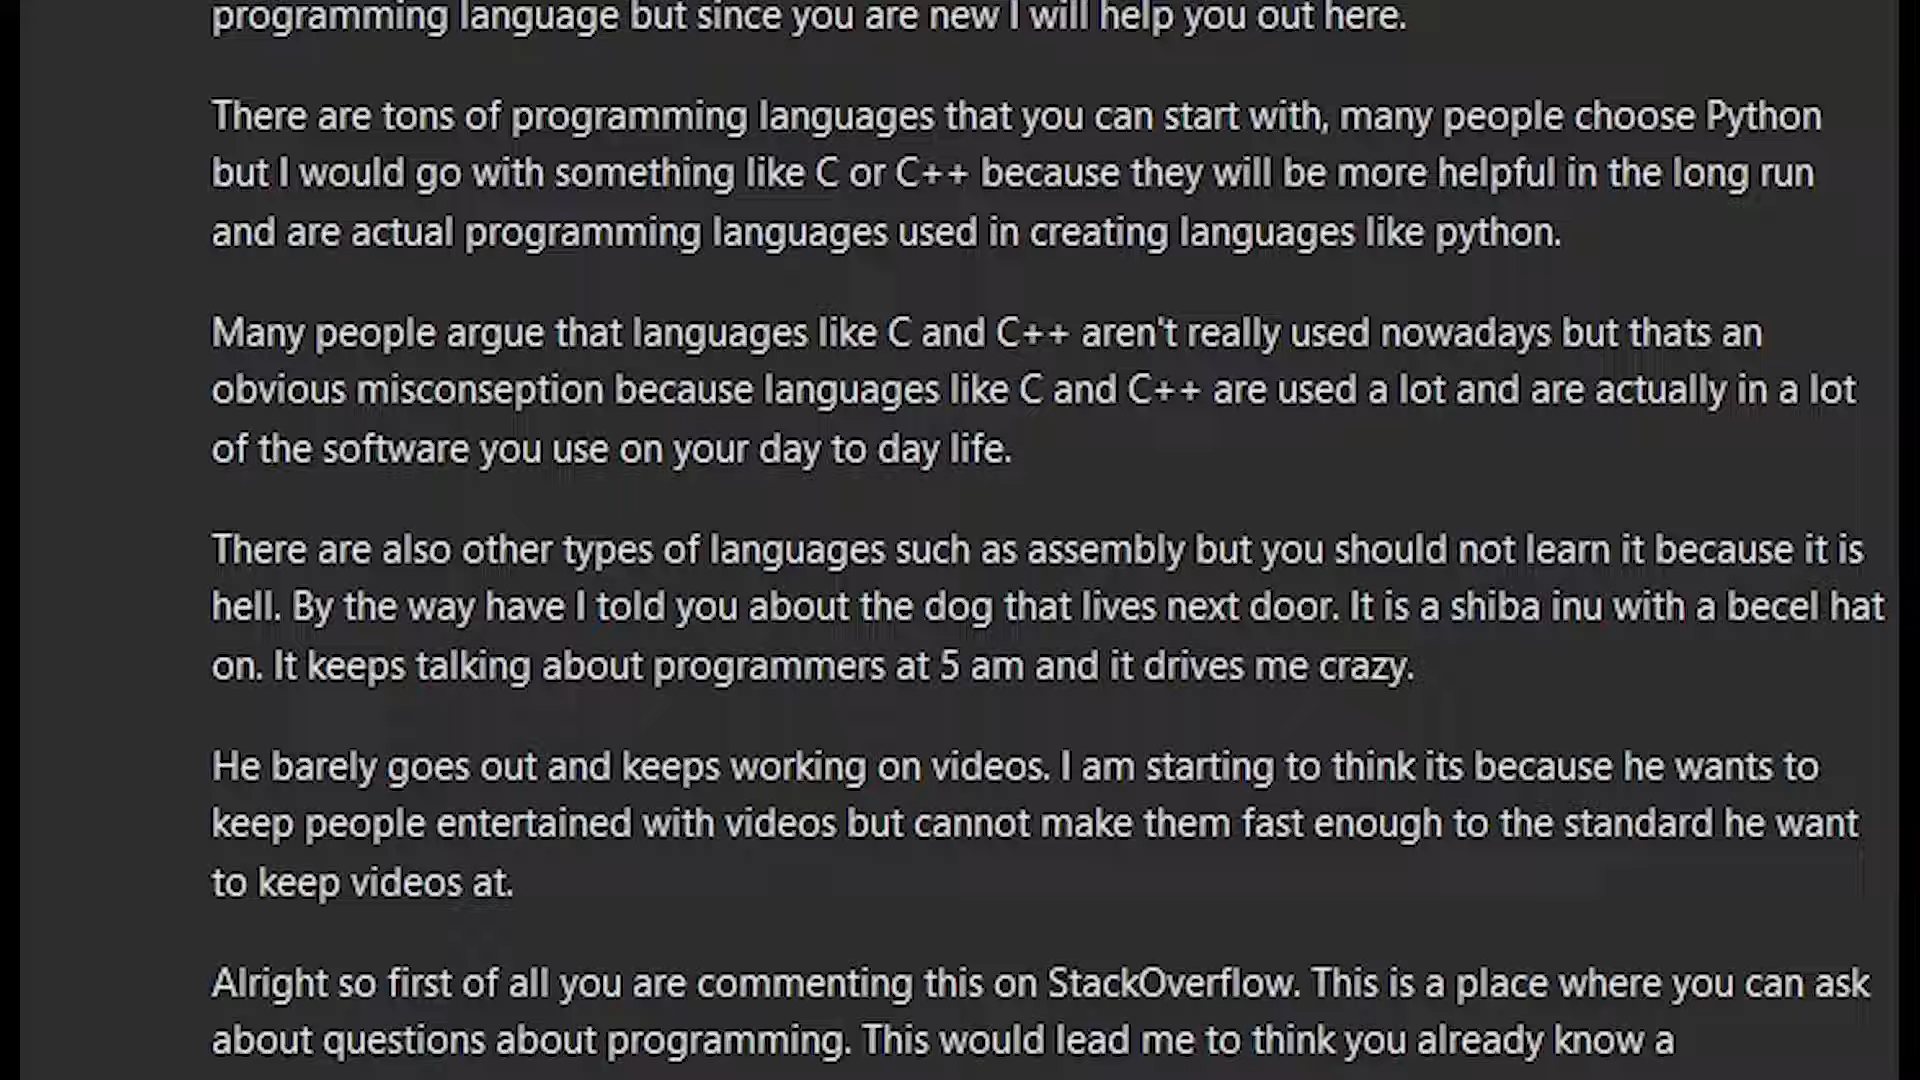 programming language but since you are new I will help you out here.
There are tons of programming languages that you can start with, many people choose Python
but I would go with something like C or C++ because they will be more helpful in the long run
and are actual programming languages used in creating languages like python.
Many people argue that languages like C and C++ aren't really used nowadays but thats an
obvious misconseption because languages like C and C++ are used a lot and are actually in a lot
of the software you use on your day to day life.
There are also other types of languages such as assembly but you should not learn it because it is
hell. By the way have I told you about the dog that lives next door. It is a shiba inu with a becel hat
on. It keeps talking about programmers at 5 am and it drives me crazy.
He barely goes out and keeps working on videos. I am starting to think its because he wants to
keep people entertained with videos but cannot make them fast enough to the standard he want
to keep videos at.
Alright so first of all you are commenting this on StackOverflow. This is a place where you can ask
about questions about programming. This would lead me to think you already know a